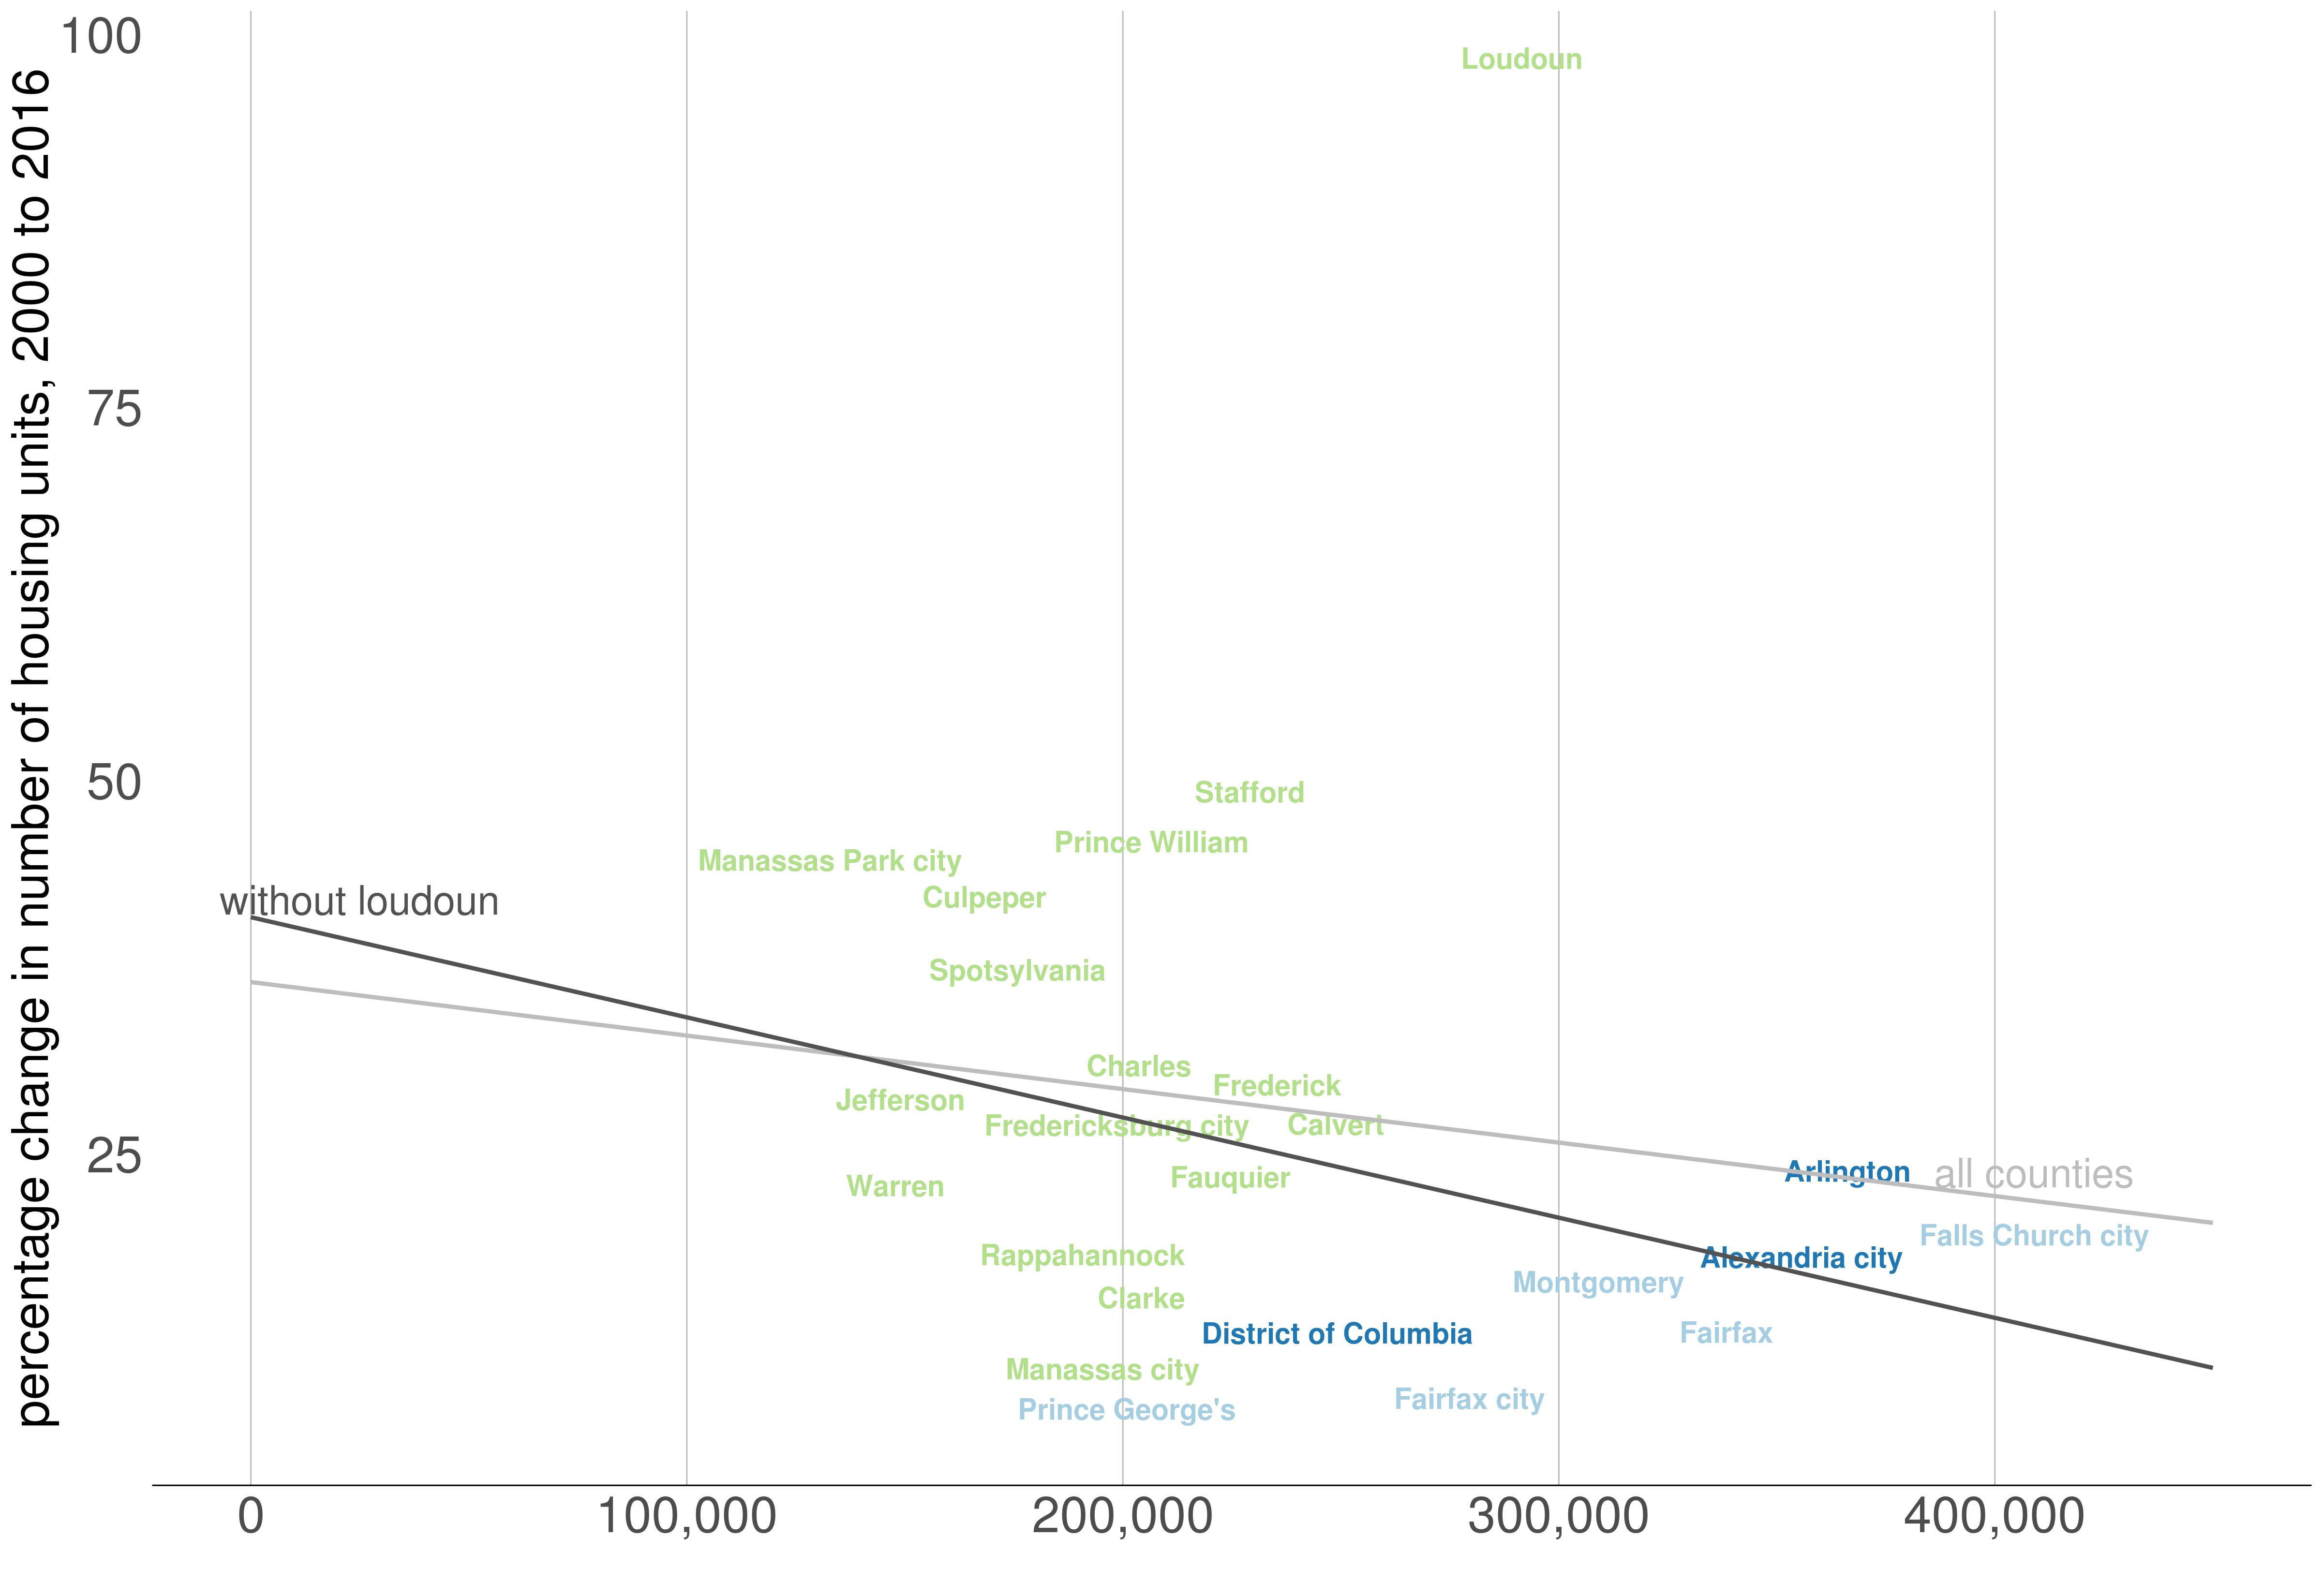 percentage change in number of housing units, 2000 to 2016
100
75
50
25
Loudoun
Stafford
Prince William
Manassas Park city
Culpeper
without loudoun
Spotsylvania
Charles
Frederick
Jefferson
Fredericksburg city
Calvert
Arlington
all counties
Fauquier
Warren
Falls Church city
Rappahannock
Alexandria city
Montgomery
Clarke
District of Columbia
Fairfax
Manassas city
Fairfax city
Prince George's
0
100,000
200,000
300,000
400,000